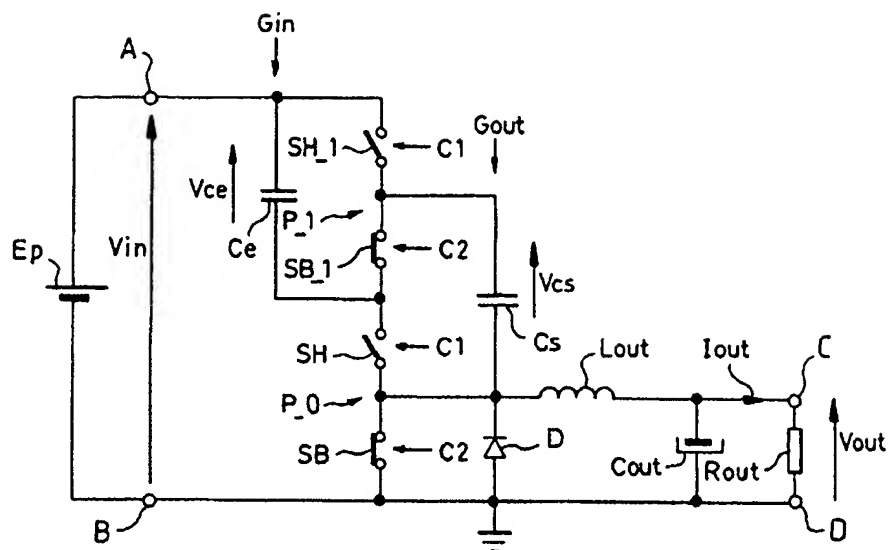 Gin
A
Gout
SH_1
C1
Vce
P_1
Ce
Vin
Ep
SB_1
C2
Vcs
Cs
SH
C1
Lout
Iout
C
P_0
SB
C2
D
Cout
Rout
Vout
B
D